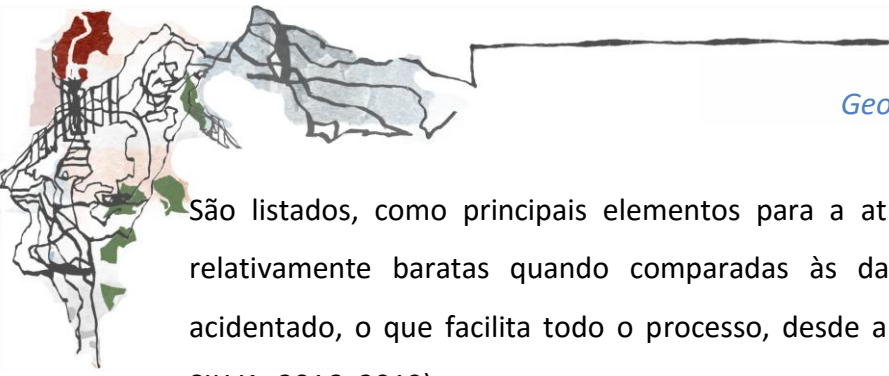 Geo
São listados, como principais elementos para a at
relativamente baratas quando comparadas às da
acidentado, o que facilita todo o processo, desde a